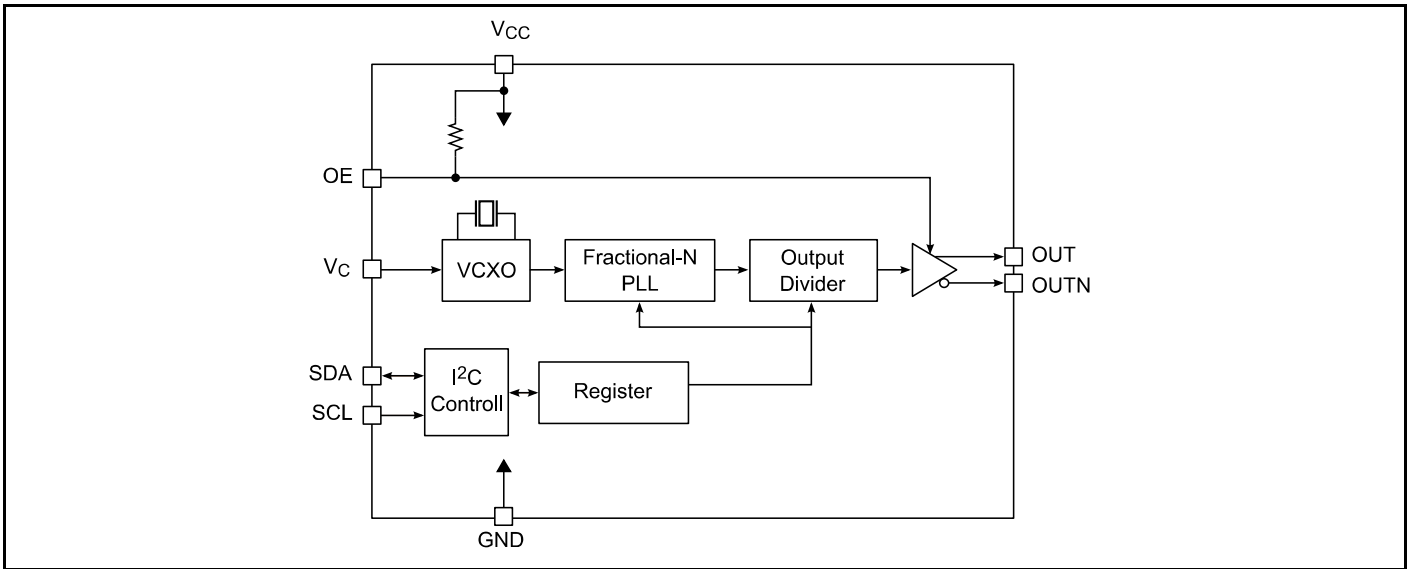 VCC
OE
VC
VCXO
Fractional-N
PLL
Output
Divider
OUT
OUTN
SDA
SCL
I²C
Controll
Register
GND